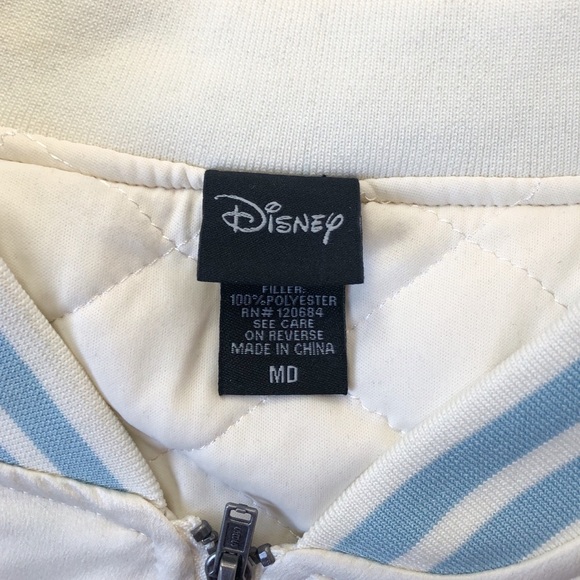 Disney
FILLER:
100%POLYESTER
RN# 120684
SEE CARE
ON REVERSE
MADE IN CHINA
MD